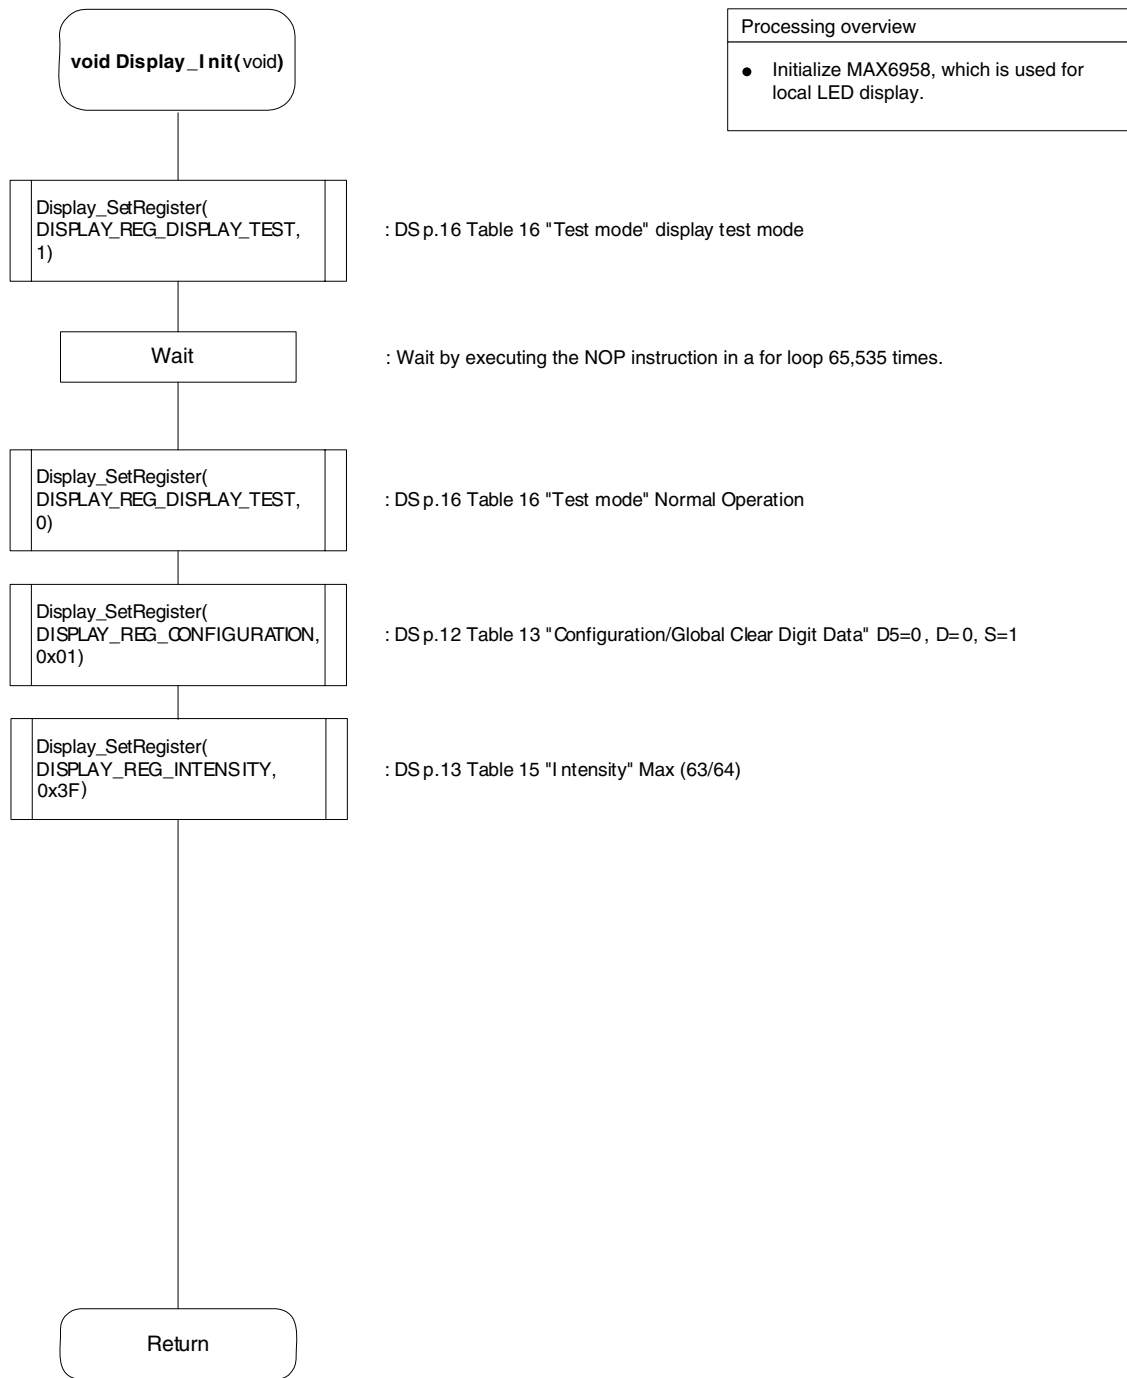 void Display_Init(void)
Processing overview
● Initialize MAX6958, which is used for
local LED display.
Display_SetRegister(
DISPLAY_REG_DISPLAY_TEST,
1)
: DS p.16 Table 16 "Test mode" display test mode
Wait
: Wait by executing the NOP instruction in a for loop 65,535 times.
Display_SetRegister(
DISPLAY_REG_DISPLAY_TEST,
0)
: DS p.16 Table 16 "Test mode" Normal Operation
Display_SetRegister(
DISPLAY_REG_CONFIGURATION,
0x01)
: DS p.12 Table 13 "Configuration/Global Clear Digit Data" D5=0, D=0, S=1
Display_SetRegister(
DISPLAY_REG_INTENSITY,
0x3F)
: DS p.13 Table 15 "Intensity" Max (63/64)
Return